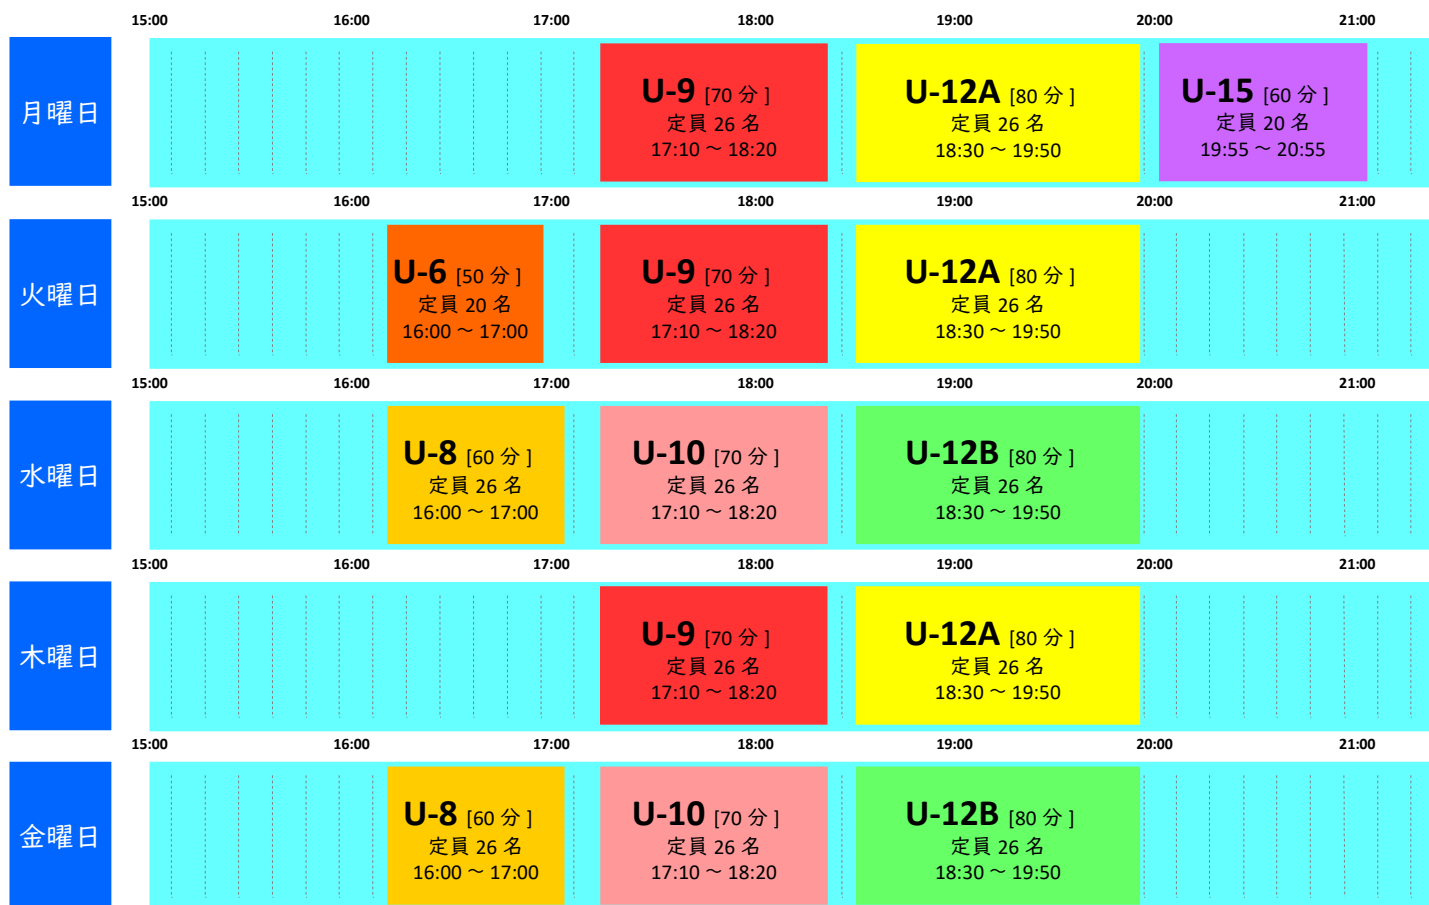 15:00 16:00 17:00 18:00 19:00 20:00 21:00
月曜日
U-9 [70 分 ]
定員 26 名
17:10 ～ 18:20
U-12A [80 分 ]
定員 26 名
18:30 ～ 19:50
U-15 [60 分 ]
定員 20 名
19:55 ～ 20:55
15:00 16:00 17:00 18:00 19:00 20:00 21:00
火曜日
U-6 [50 分 ]
定員 20 名
16:00 ～ 17:00
U-9 [70 分 ]
定員 26 名
17:10 ～ 18:20
U-12A [80 分 ]
定員 26 名
18:30 ～ 19:50
15:00 16:00 17:00 18:00 19:00 20:00 21:00
水曜日
U-8 [60 分 ]
定員 26 名
16:00 ～ 17:00
U-10 [70 分 ]
定員 26 名
17:10 ～ 18:20
U-12B [80 分 ]
定員 26 名
18:30 ～ 19:50
15:00 16:00 17:00 18:00 19:00 20:00 21:00
木曜日
U-9 [70 分 ]
定員 26 名
17:10 ～ 18:20
U-12A [80 分 ]
定員 26 名
18:30 ～ 19:50
15:00 16:00 17:00 18:00 19:00 20:00 21:00
金曜日
U-8 [60 分 ]
定員 26 名
16:00 ～ 17:00
U-10 [70 分 ]
定員 26 名
17:10 ～ 18:20
U-12B [80 分 ]
定員 26 名
18:30 ～ 19:50